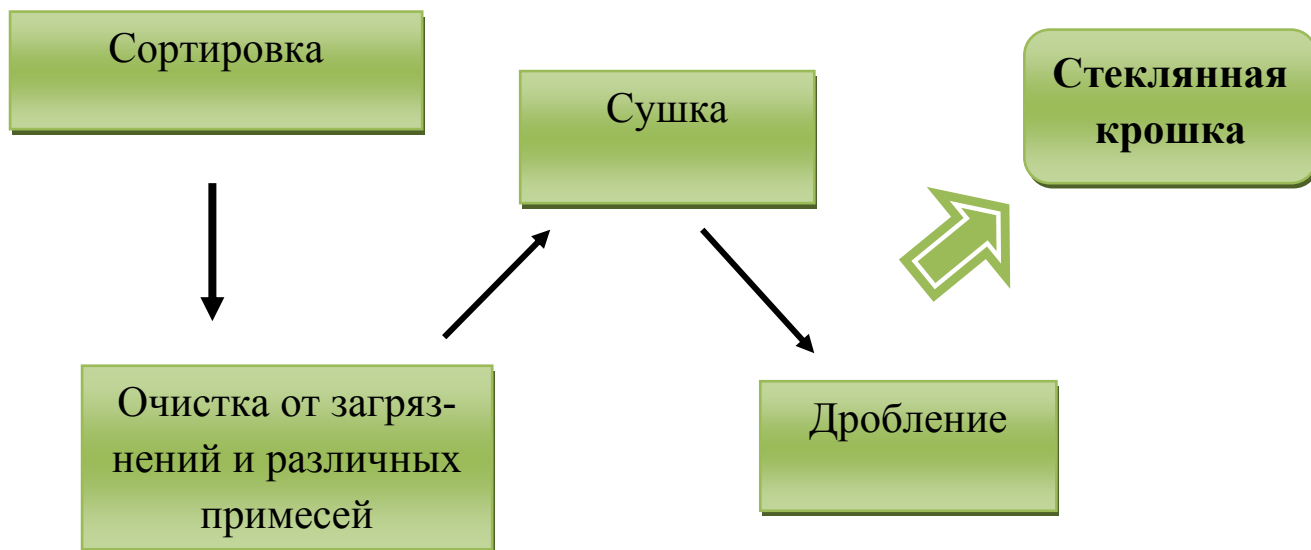 Сортировка
Очистка от загряз-
нений и различных
примесей
Сушка
Дробление
Стеклянная
крошка